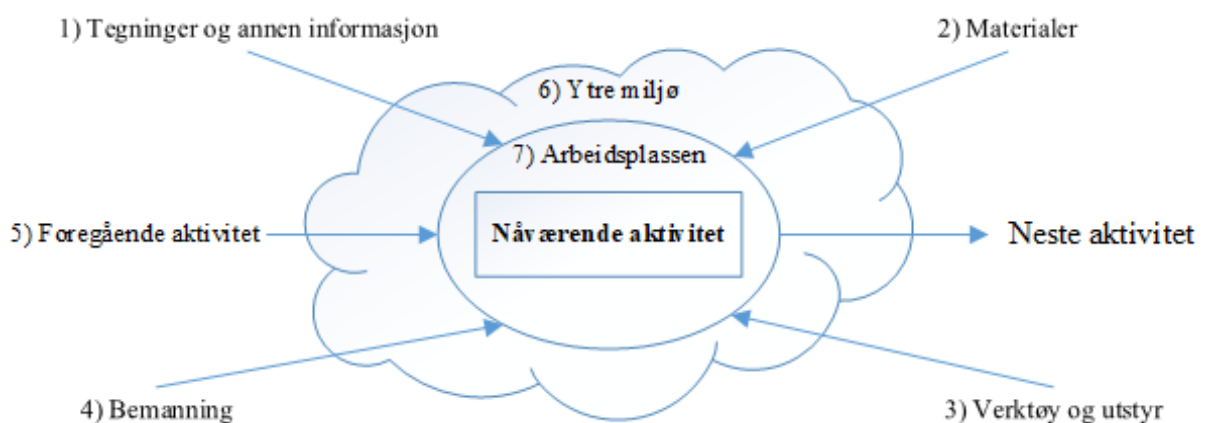 1) Tegninger og annen informasjon
2) Materialer
6) Ytre miljø
7) Arbeidsplassen
5) Foregående aktivitet
Nåværende aktivitet
Neste aktivitet
4) Bemanning
3) Verktøy og utstyr